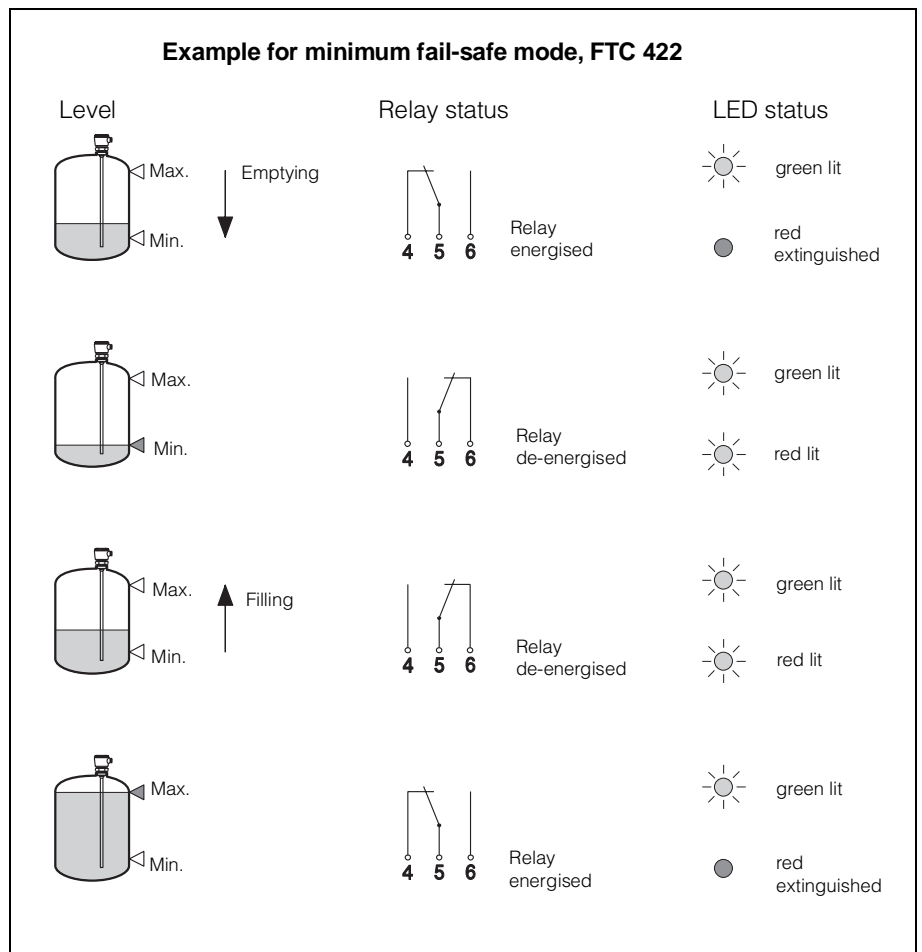 Example for minimum fail-safe mode, FTC 422
Level
Relay status
LED status
Max.
Emptying
Min.
4 5 6
Relay
energised
green lit
red
extinguished
Max.
Min.
4 5 6
Relay
de-energised
green lit
red lit
Max.
Filling
Min.
4 5 6
Relay
de-energised
green lit
red lit
Max.
Min.
4 5 6
Relay
energised
green lit
red
extinguished